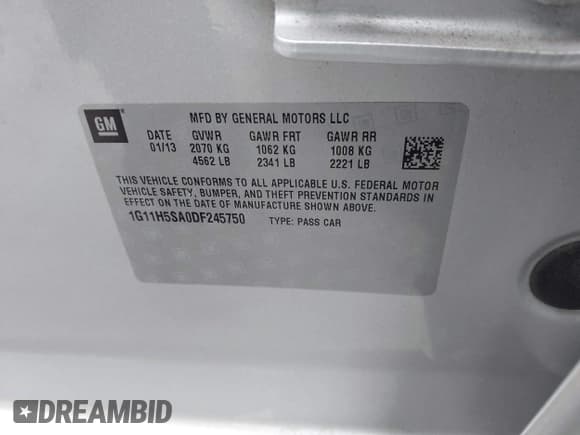 GM
MFD BY GENERAL MOTORS LLC
DATE GVWR GAWR FRT GAWR RR
01/13 2070 KG 1062 KG 1008 KG
4562 LB 2341 LB 2221 LB
THIS VEHICLE CONFORMS TO ALL APPLICABLE U.S. FEDERAL MOTOR
VEHICLE SAFETY, BUMPER, AND THEFT PREVENTION STANDARDS IN
EFFECT ON THE DATE OF MANUFACTURE SHOWN ABOVE.
1G11H5SA0DF245750 TYPE: PASS CAR
DREAMBID